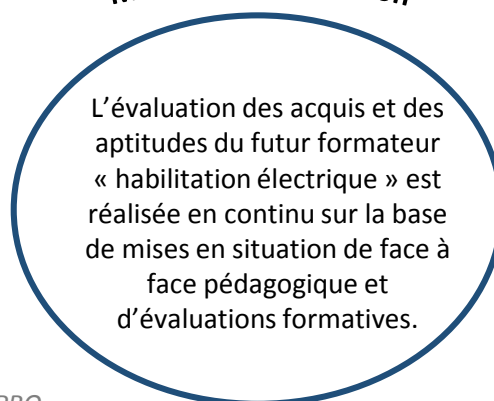 L’évaluation des acquis et des
aptitudes du futur formateur
« habilitation électrique » est
réalisée en continu sur la base
de mises en situation de face à
face pédagogique et
d’évaluations formatives.